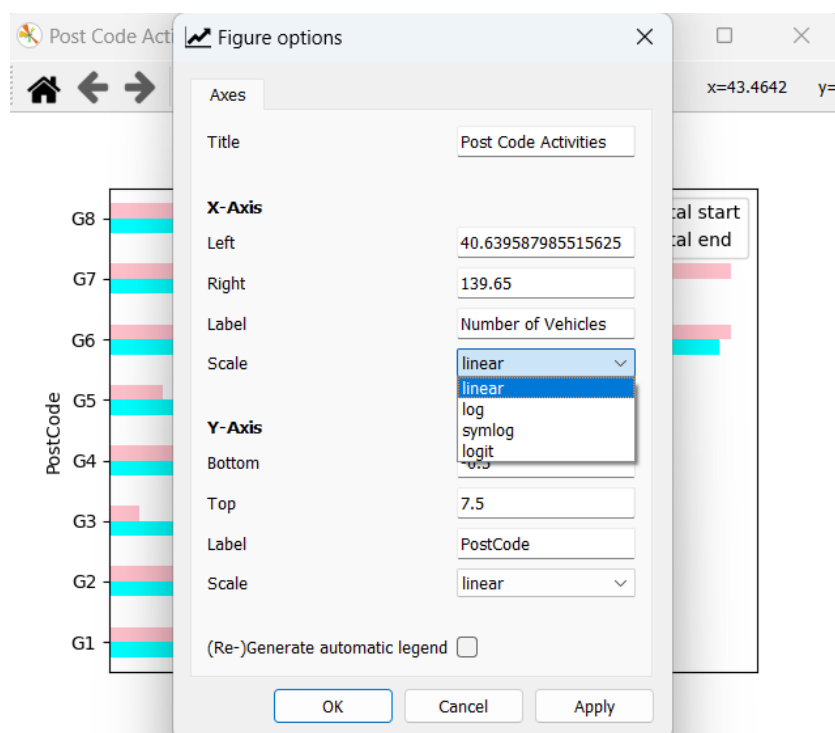 Post Code Acti
Figure options
x=43.4642 y=
Axes
Title Post Code Activities
X-Axis
Left 40.639587985515625
Right 139.65
Label Number of Vehicles
Scale linear
linear
log
symlog
logit
Y-Axis
Bottom -0.5
Top 7.5
Label PostCode
Scale linear
(Re-)Generate automatic legend
OK Cancel Apply
tal start
tal end
PostCode
G8
G7
G6
G5
G4
G3
G2
G1